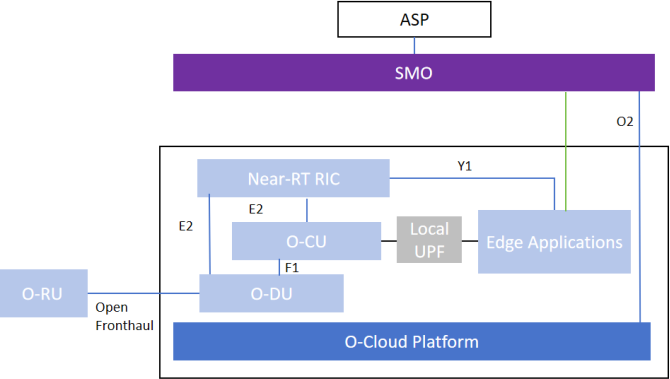 ASP
SMO
O2
Near-RT RIC
Y1
E2
E2
O-CU
Local
UPF
Edge Applications
F1
O-RU
Open
Fronthaul
O-DU
O-Cloud Platform